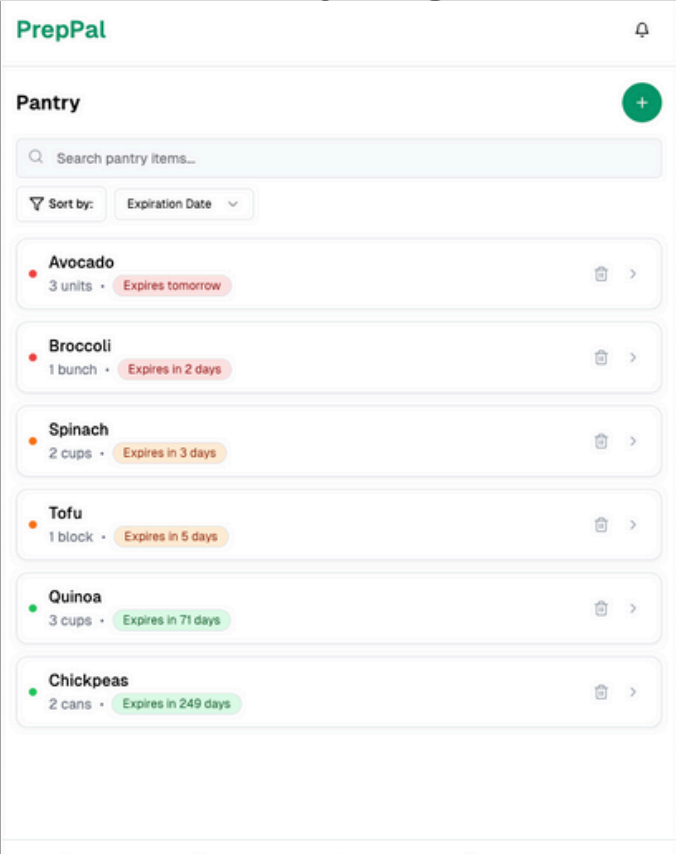 PrepPal
Pantry
+
Search pantry items...
Sort by: Expiration Date
Avocado
3 units • Expires tomorrow
Broccoli
1 bunch • Expires in 2 days
Spinach
2 cups • Expires in 3 days
Tofu
1 block • Expires in 5 days
Quinoa
3 cups • Expires in 71 days
Chickpeas
2 cans • Expires in 249 days